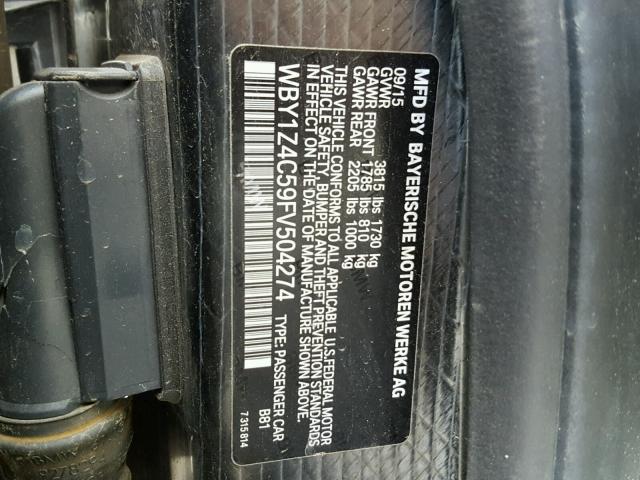 MFD BY BAYERISCHE MOTOREN WERKE AG
09/15
GVWR 3815 lbs 1730 kg
GAWR FRONT 1785 lbs 810 kg
GAWR REAR 2205 lbs 1000 kg
THIS VEHICLE CONFORMS TO ALL APPLICABLE U.S.FEDERAL MOTOR
VEHICLE SAFETY, BUMPER AND THEFT PREVENTION STANDARDS
IN EFFECT ON THE DATE OF MANUFACTURE SHOWN ABOVE.
WBY1Z4C59FV504274 TYPE: PASSENGER CAR
B81
7 315 814
BMW